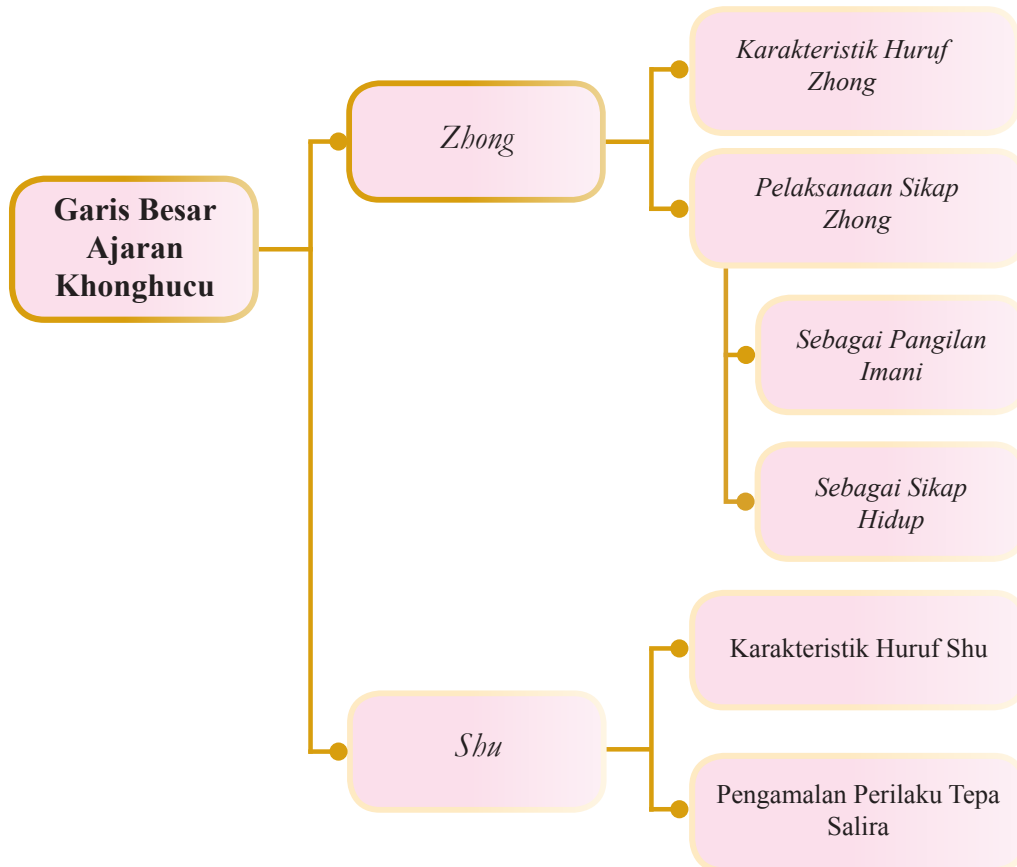 Garis Besar
Ajaran
Khonghucu
Zhong
Karakteristik Huruf
Zhong
Pelaksanaan Sikap
Zhong
Sebagai Pangilan
Imani
Sebagai Sikap
Hidup
Shu
Karakteristik Huruf Shu
Pengamalan Perilaku Tepa
Salira